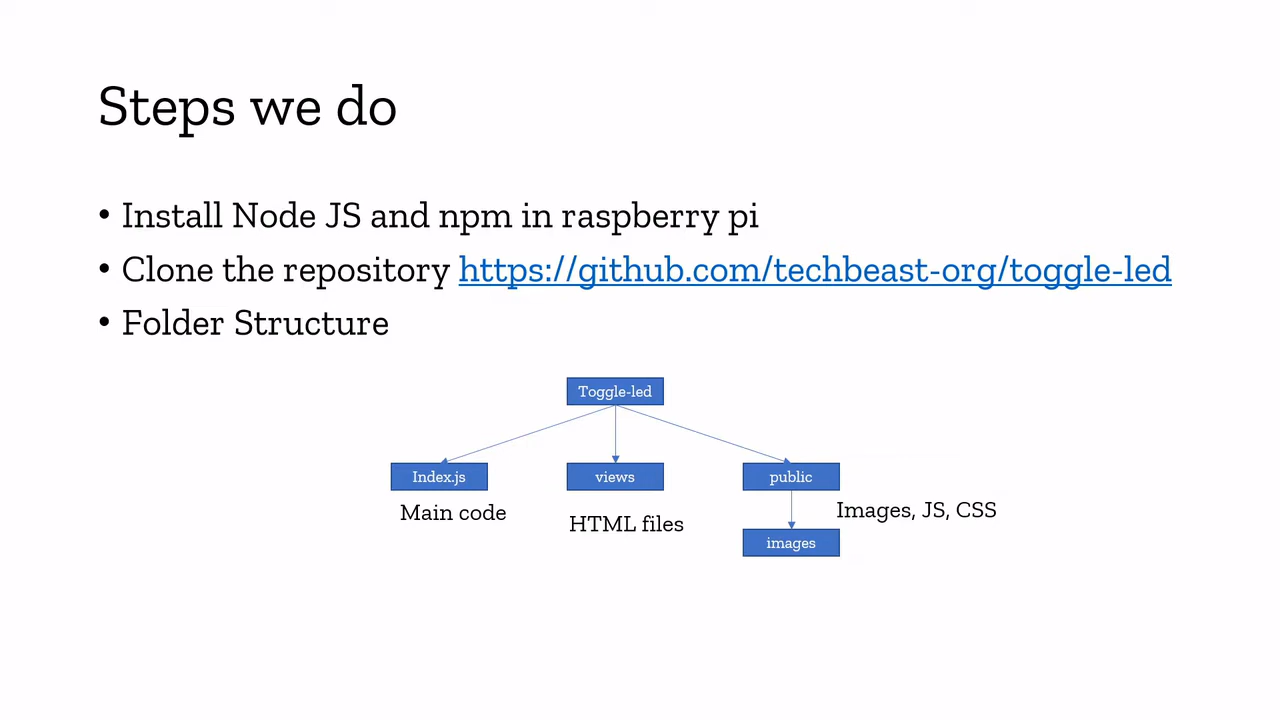 Steps we do
• Install Node JS and npm in raspberry pi
• Clone the repository https://github.com/techbeast-org/toggle-led
• Folder Structure
Toggle-led
Index.js
views
public
Main code
HTML files
Images, JS, CSS
images